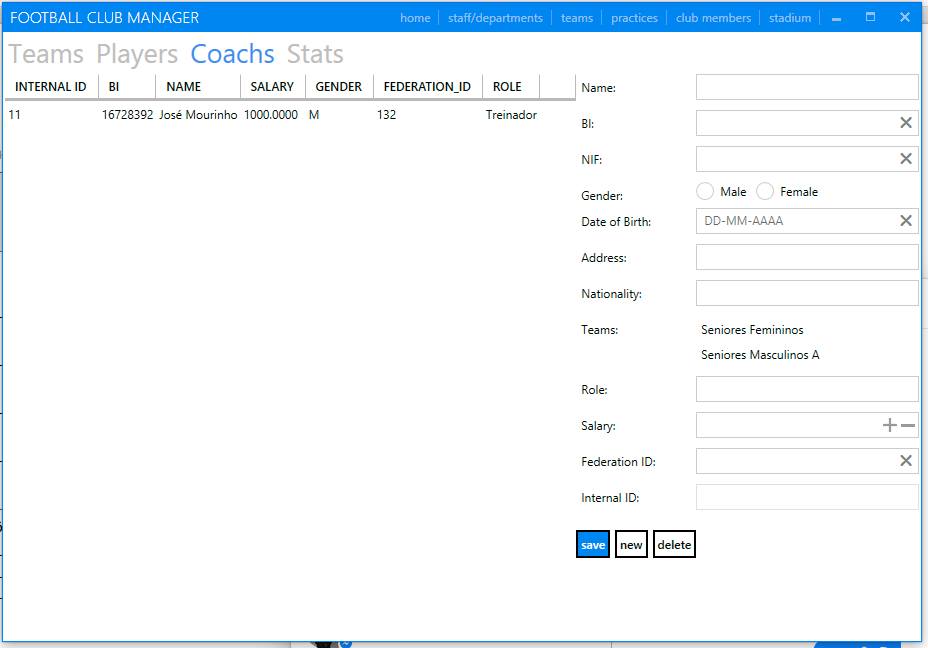 FOOTBALL CLUB MANAGER home staff/departments teams practices club members stadium
Teams Players Coachs Stats
INTERNAL ID BI NAME SALARY GENDER FEDERATION_ID ROLE
11 16728392 José Mourinho 1000.0000 M 132 Treinador
Name:
BI:
NIF:
Gender: Male Female
Date of Birth: DD-MM-AAAA
Address:
Nationality:
Teams: Seniores Femininos
Seniores Masculinos A
Role:
Salary:
Federation ID:
Internal ID:
save new delete